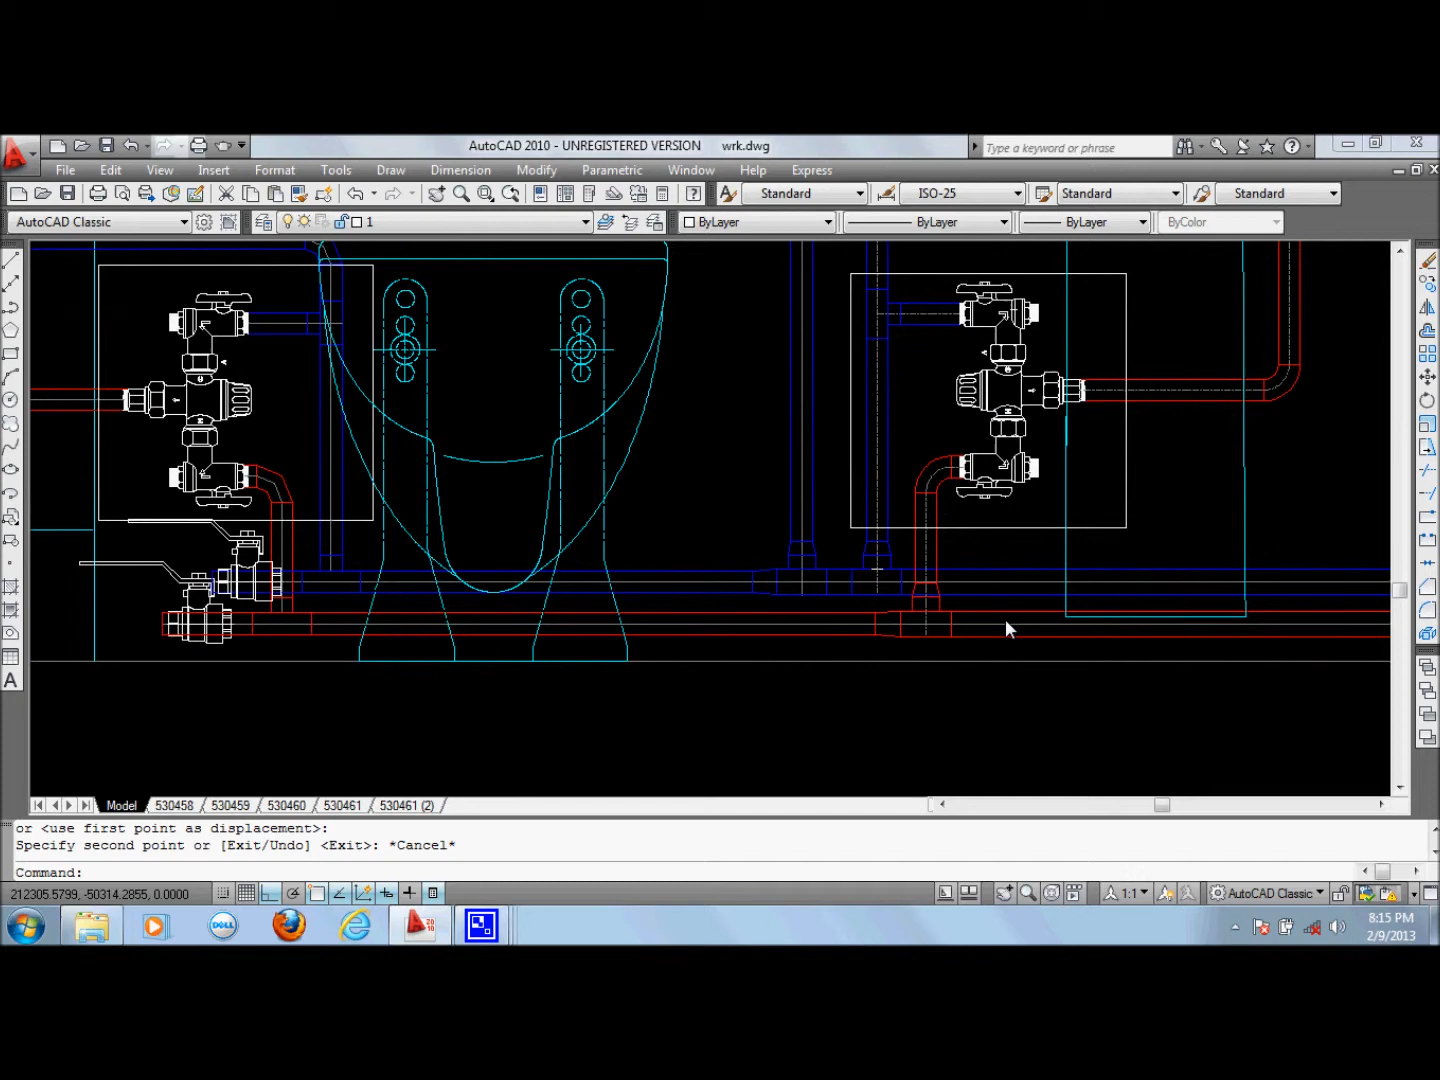 AutoCAD 2010 - UNREGISTERED VERSION wrk.dwg
Type a keyword or phrase
File Edit View Insert Format Tools Draw Dimension Modify Parametric Window Help Express
Standard ISO-25 Standard Standard
AutoCAD Classic 1 ByLayer ByLayer ByLayer ByColor
Model 530458 530459 530460 530461 530461 (2)
or <use first point as displacement>:
Specify second point or [Exit/Undo] <Exit>: *Cancel*
Command:
212305.5799, -50314.2855, 0.0000 1:1 AutoCAD Classic
DELL
8:15 PM
2/9/2013